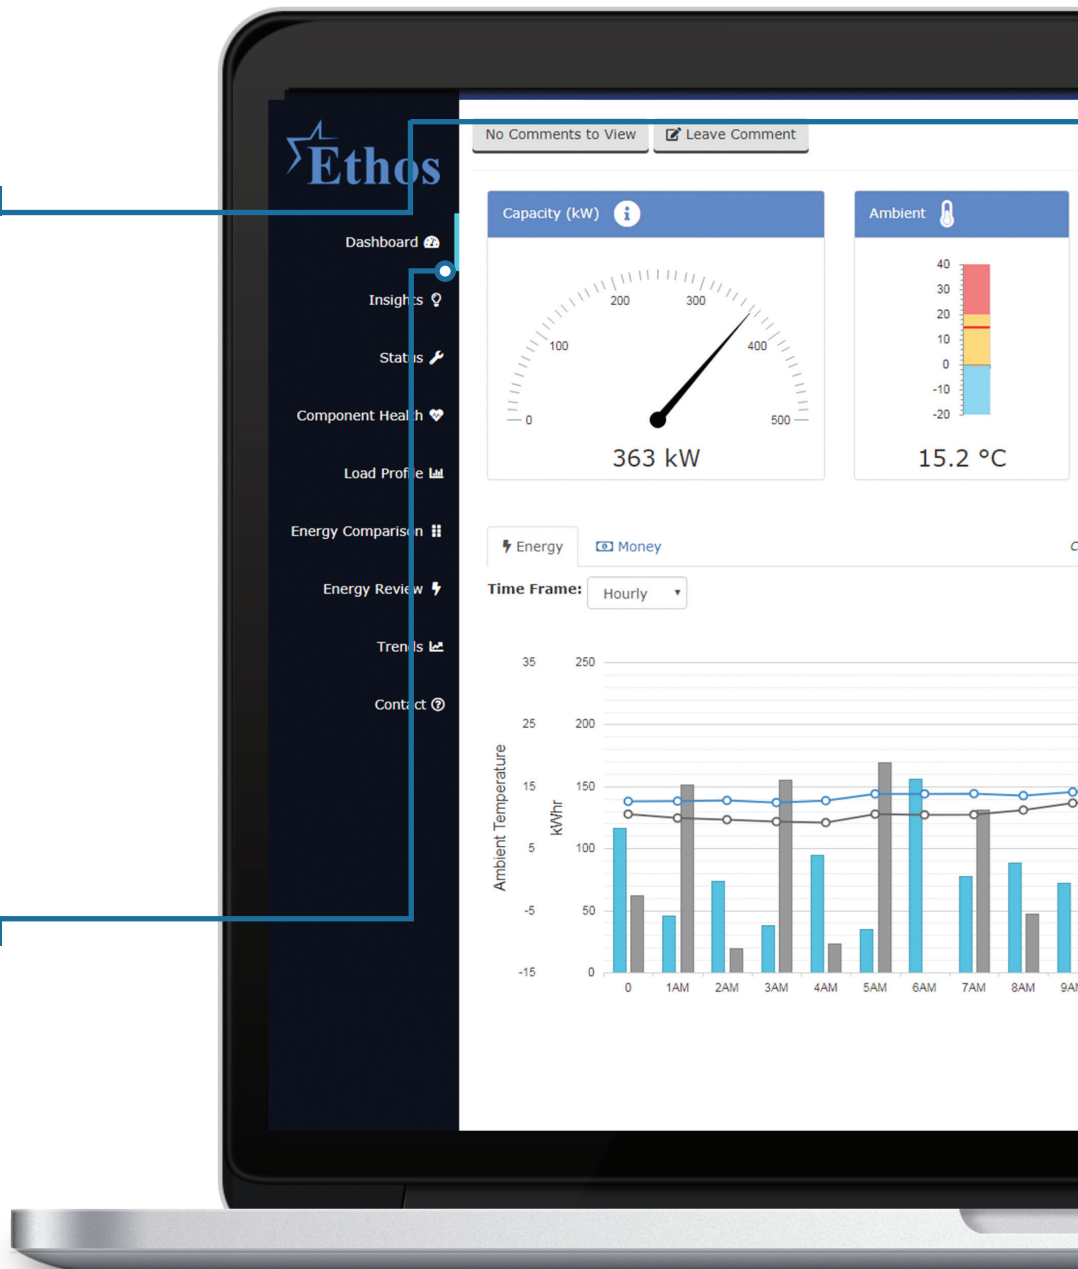 No Comments to View
Leave Comment
Ethos
Dashboard
Insights
Status
Component Health
Load Profile
Energy Comparison
Energy Review
Trends
Contact
Capacity (kW)
0
100
200
300
400
500
363 kW
Ambient
40
30
20
10
0
-10
-20
15.2 °C
Energy
Money
C
Time Frame:
Hourly
Ambient Temperature
35
25
15
5
-5
-15
kWhr
250
200
150
100
50
0
0 1AM 2AM 3AM 4AM 5AM 6AM 7AM 8AM 9AM